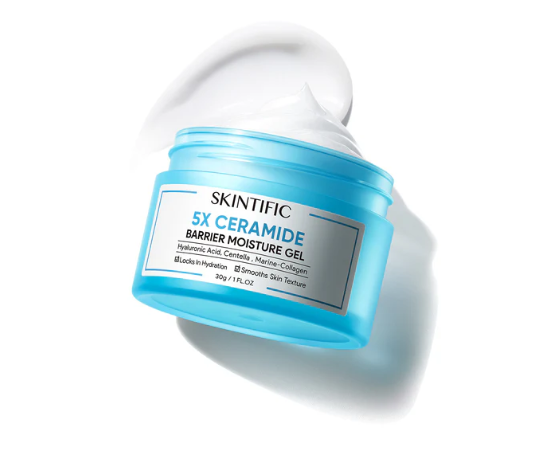 SKINTIFIC
5X CERAMIDE
BARRIER MOISTURE GEL
Hyaluronic Acid, Centella , Marine-Collagen
☑ Locks In Hydration ☑ Smooths Skin Texture
30g / 1 FL.OZ